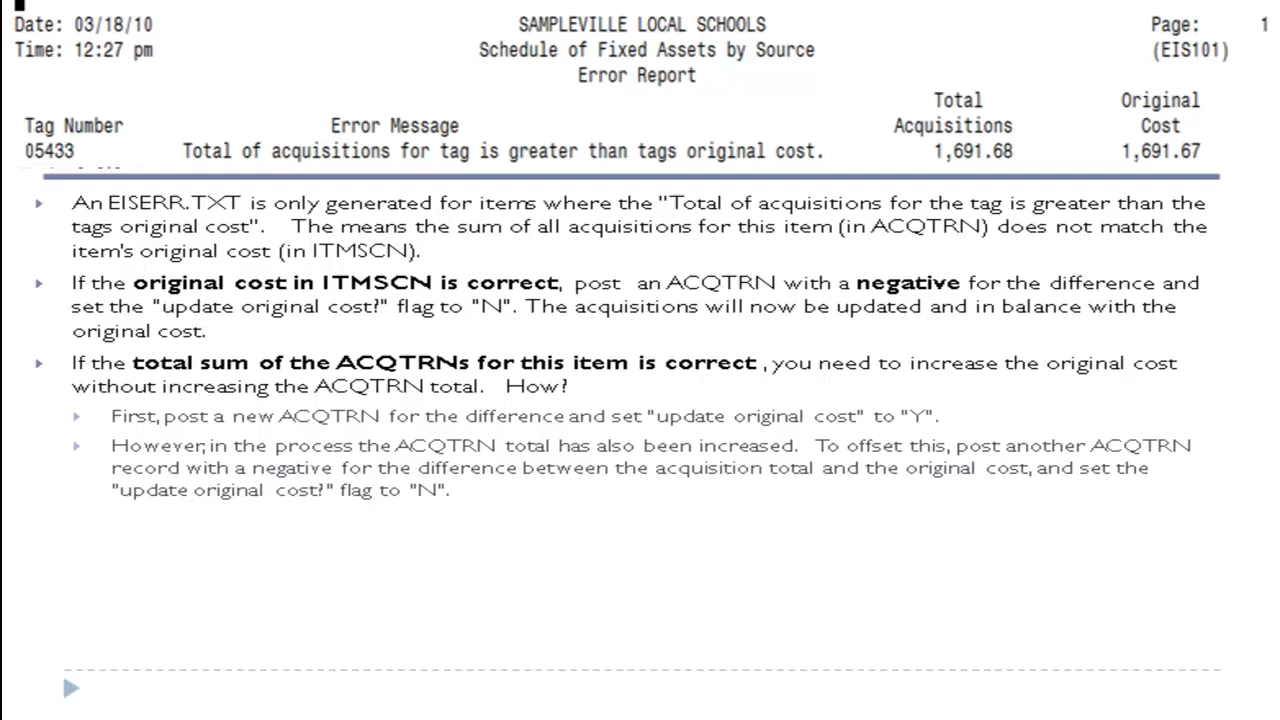 Date: 03/18/10 SAMPLEVILLE LOCAL SCHOOLS Page: 1
Time: 12:27 pm Schedule of Fixed Assets by Source (EIS101)
Error Report
Total Original
Tag Number Error Message Acquisitions Cost
05433 Total of acquisitions for tag is greater than tags original cost. 1,691.68 1,691.67
An EISERR.TXT is only generated for items where the "Total of acquisitions for the tag is greater than the
tags original cost". The means the sum of all acquisitions for this item (in ACQTRN) does not match the
item's original cost (in ITMSCN).
If the original cost in ITMSCN is correct, post an ACQTRN with a negative for the difference and
set the "update original cost?" flag to "N". The acquisitions will now be updated and in balance with the
original cost.
If the total sum of the ACQTRNs for this item is correct , you need to increase the original cost
without increasing the ACQTRN total. How?
First, post a new ACQTRN for the difference and set "update original cost" to "Y".
However, in the process the ACQTRN total has also been increased. To offset this, post another ACQTRN
record with a negative for the difference between the acquisition total and the original cost, and set the
"update original cost?" flag to "N".